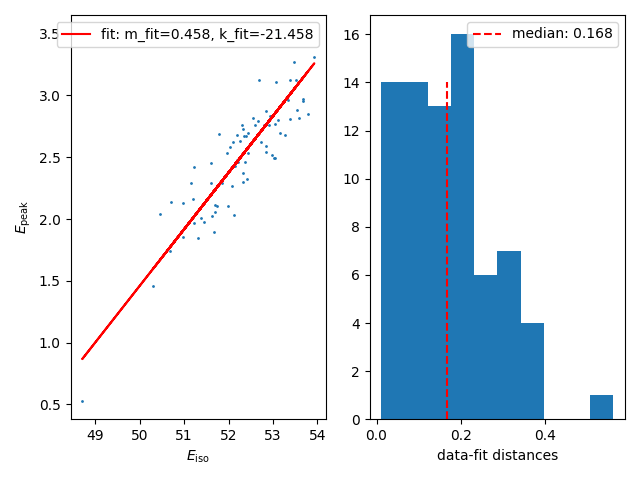 fit: m_fit=0.458, k_fit=-21.458
3.5
3.0
2.5
2.0
1.5
1.0
0.5
E_peak
49 50 51 52 53 54
E_iso
median: 0.168
16
14
12
10
8
6
4
2
0
0.0 0.2 0.4
data-fit distances